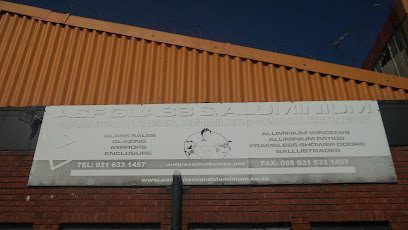 ASF GLASS & ALUMINIUM
GLASS SALES
GLAZING
MIRRORS
ENCLOSURE
ALUMINIUM WINDOWS
ALUMINIUM PATIOS
FRAMELESS SHOWER DOORS
BALLUSTRADES
TEL: 021 633 1457
FAX: 088 021 633 1457